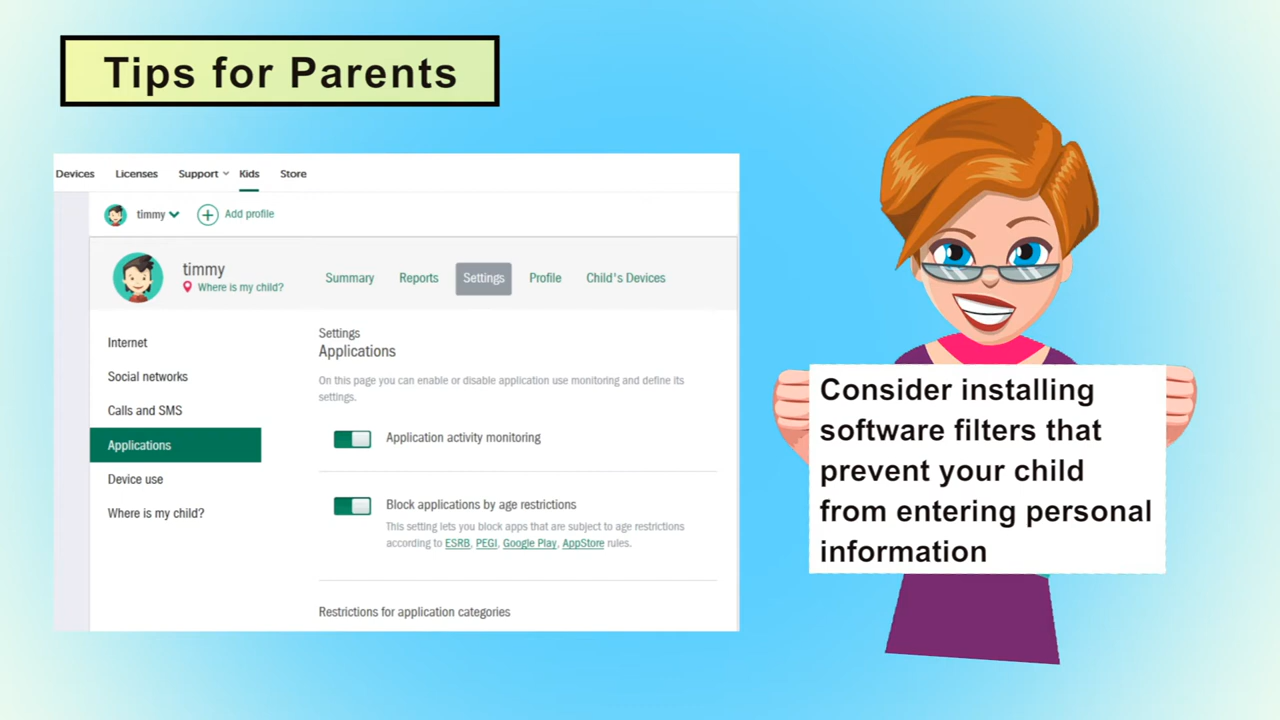 Tips for Parents
Devices Licenses Support Kids Store
timmy Add profile
timmy
Where is my child?
Summary Reports Settings Profile Child's Devices
Internet
Social networks
Calls and SMS
Applications
Device use
Where is my child?
Settings
Applications
On this page you can enable or disable application use monitoring and define its
settings.
Application activity monitoring
Block applications by age restrictions
This setting lets you block apps that are subject to age restrictions
according to ESRB, PEGI, Google Play, AppStore rules.
Restrictions for application categories
Consider installing
software filters that
prevent your child
from entering personal
information